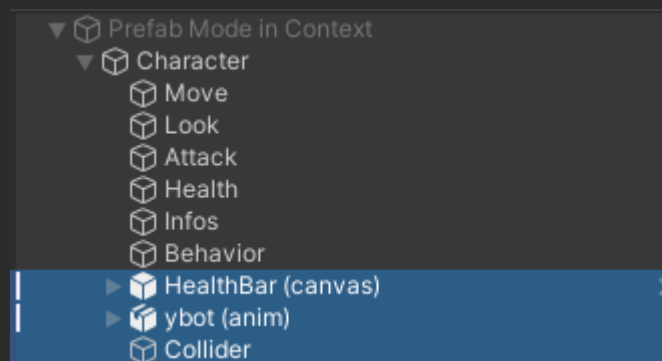 Prefab Mode in Context
Character
Move
Look
Attack
Health
Infos
Behavior
HealthBar (canvas)
ybot (anim)
Collider